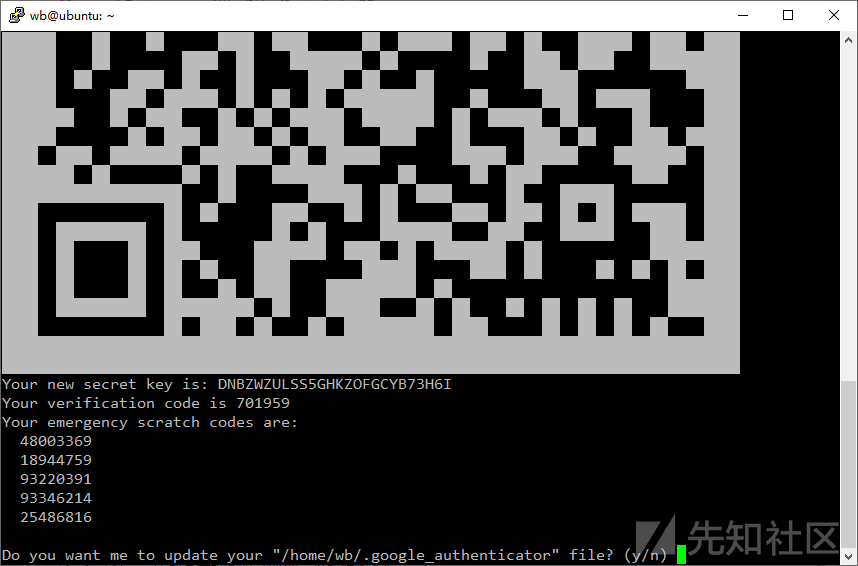 wb@ubuntu: ~
Your new secret key is: DNBZWZULSS5GHKZOFGCYB73H6I
Your verification code is 701959
Your emergency scratch codes are:
48003369
18944759
93220391
93346214
25486816
Do you want me to update your "/home/wb/.google_authenticator" file? (y/n)
先知社区